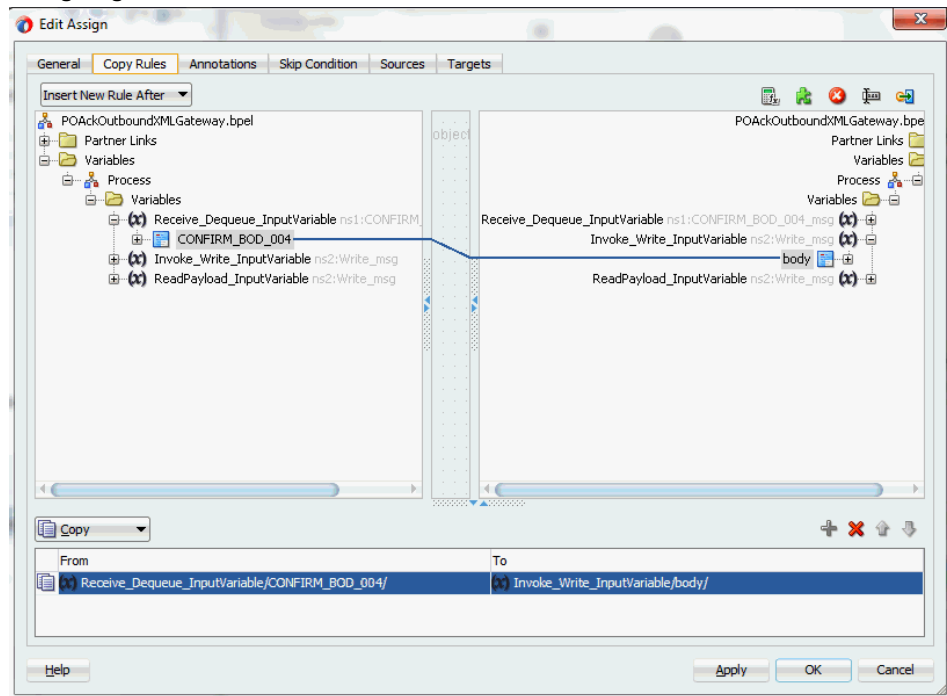 Edit Assign
General Copy Rules Annotations Skip Condition Sources Targets
Insert New Rule After
POAckOutboundXMLGateway.bpel
Partner Links
Variables
Process
Variables
Receive_Dequeue_InputVariable ns1:CONFIRM
CONFIRM_BOD_004
Invoke_Write_InputVariable ns2:Write_msg
ReadPayload_InputVariable ns2:Write_msg
object
POAckOutboundXMLGateway.bpe
Partner Links
Variables
Process
Variables
Receive_Dequeue_InputVariable ns1:CONFIRM_BOD_004_msg
Invoke_Write_InputVariable ns2:Write_msg
body
ReadPayload_InputVariable ns2:Write_msg
Copy
From To
Receive_Dequeue_InputVariable/CONFIRM_BOD_004/ Invoke_Write_InputVariable/body/
Help Apply OK Cancel